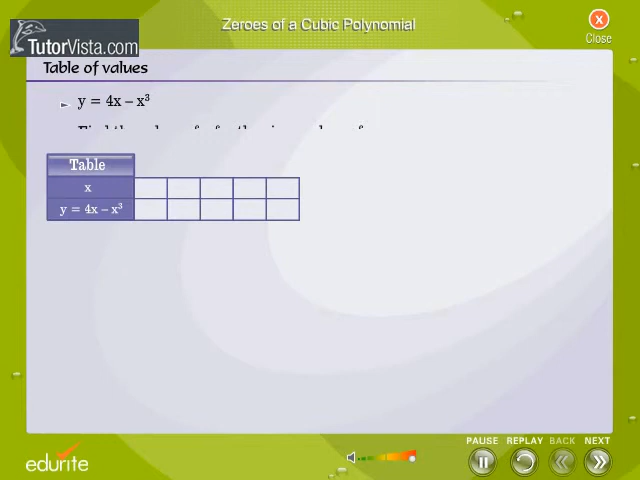 Zeroes of a Cubic Polynomial
x
Close
TutorVista.com
Table of values
► y = 4x – x³
Table
x
y = 4x – x³
PAUSE REPLAY BACK NEXT
edurite